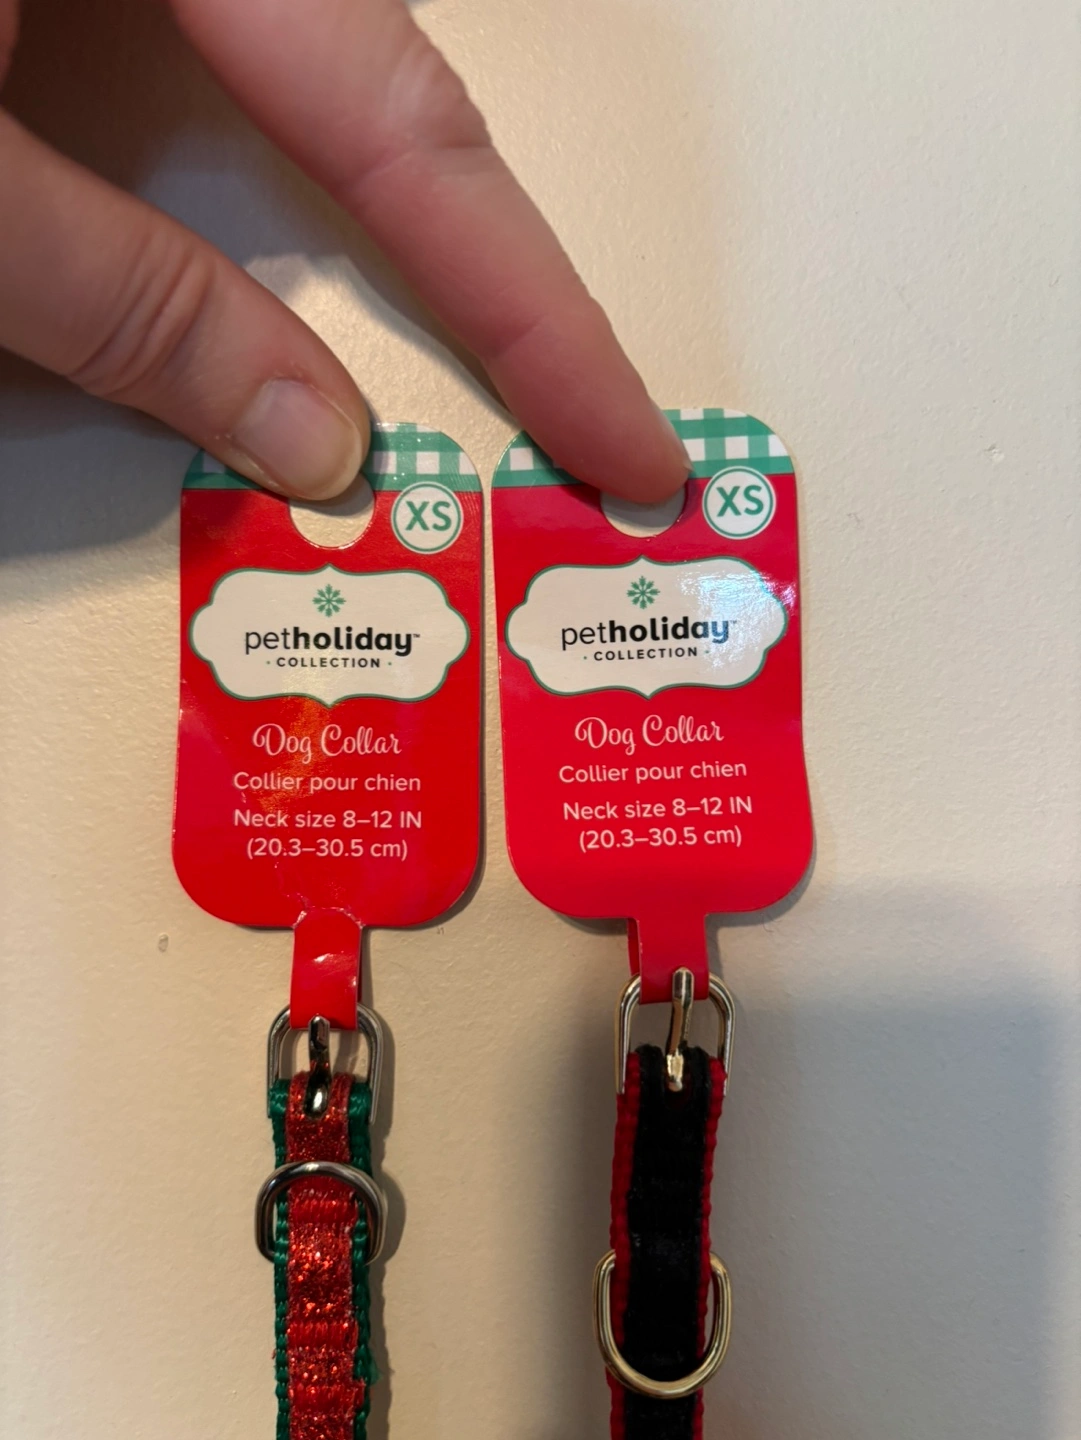 XS
petholiday™
· COLLECTION ·
Dog Collar
Collier pour chien
Neck size 8–12 IN
(20.3–30.5 cm)
XS
petholiday™
· COLLECTION ·
Dog Collar
Collier pour chien
Neck size 8–12 IN
(20.3–30.5 cm)